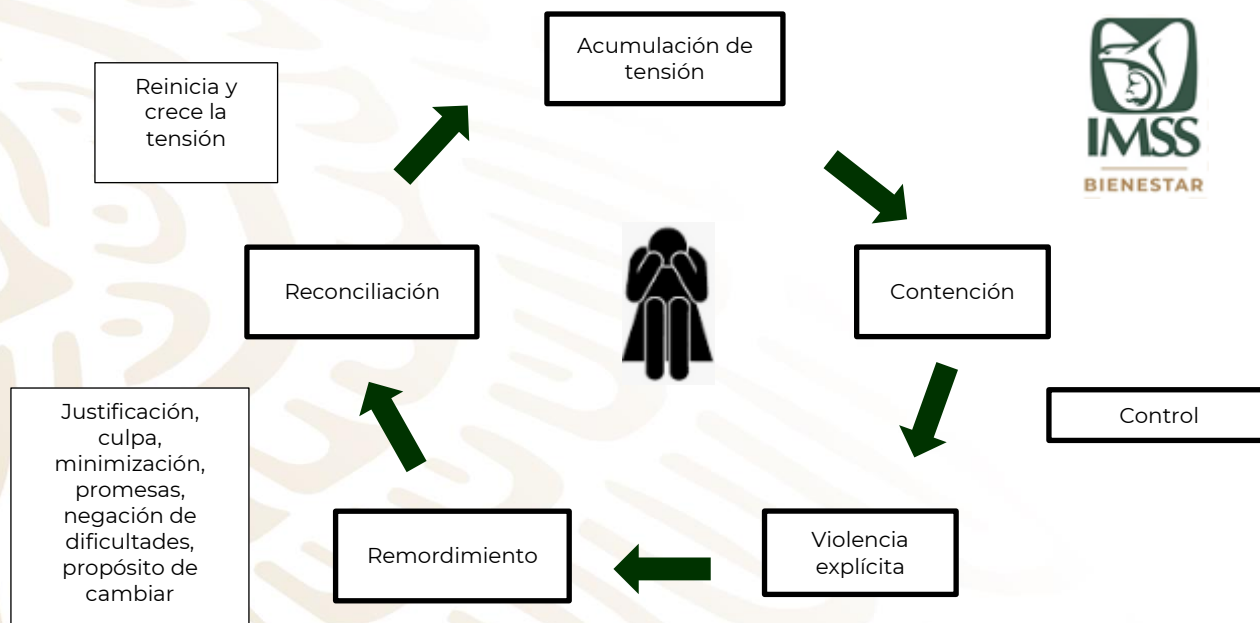 Acumulación de
tensión
IMSS
BIENESTAR
Reinicia y
crece la
tensión
Reconciliación
Contención
Justificación,
culpa,
minimización,
promesas,
negación de
dificultades,
propósito de
cambiar
Control
Remordimiento
Violencia
explícita